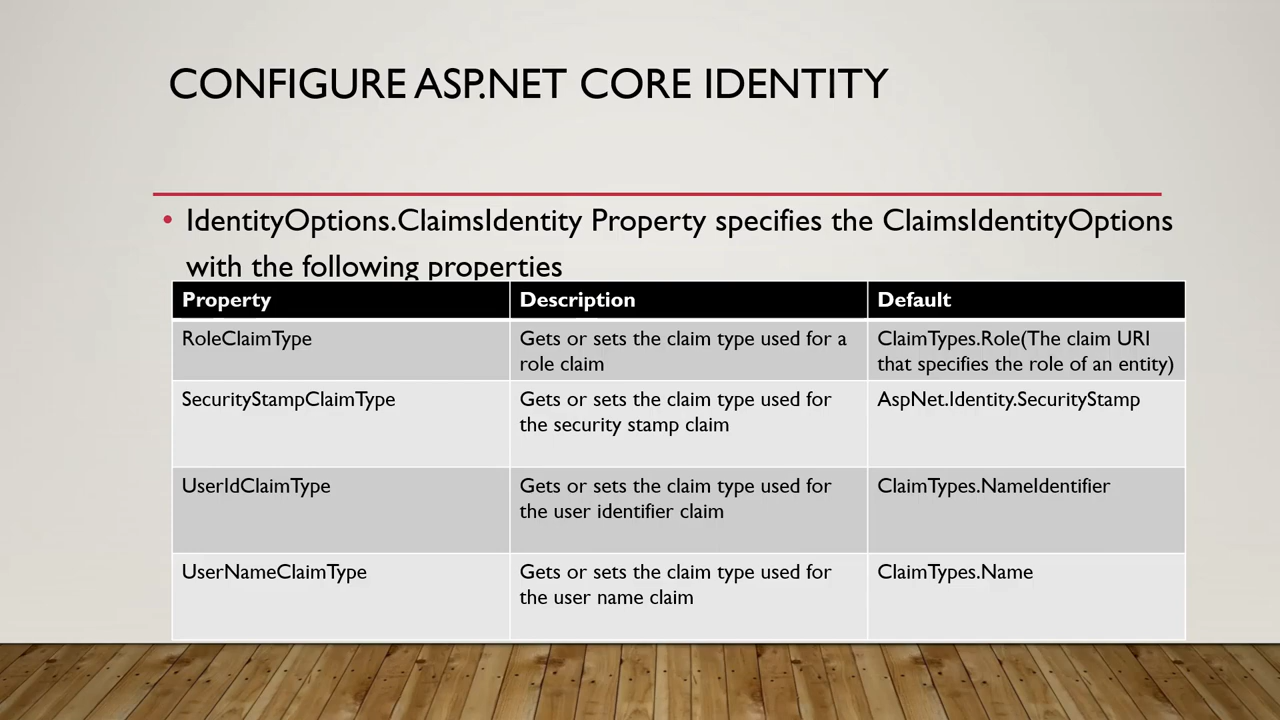 CONFIGURE ASP.NET CORE IDENTITY
• IdentityOptions.ClaimsIdentity Property specifies the ClaimsIdentityOptions
with the following properties
Property Description Default
RoleClaimType Gets or sets the claim type used for a ClaimTypes.Role(The claim URI
role claim that specifies the role of an entity)
SecurityStampClaimType Gets or sets the claim type used for AspNet.Identity.SecurityStamp
the security stamp claim
UserIdClaimType Gets or sets the claim type used for ClaimTypes.NameIdentifier
the user identifier claim
UserNameClaimType Gets or sets the claim type used for ClaimTypes.Name
the user name claim